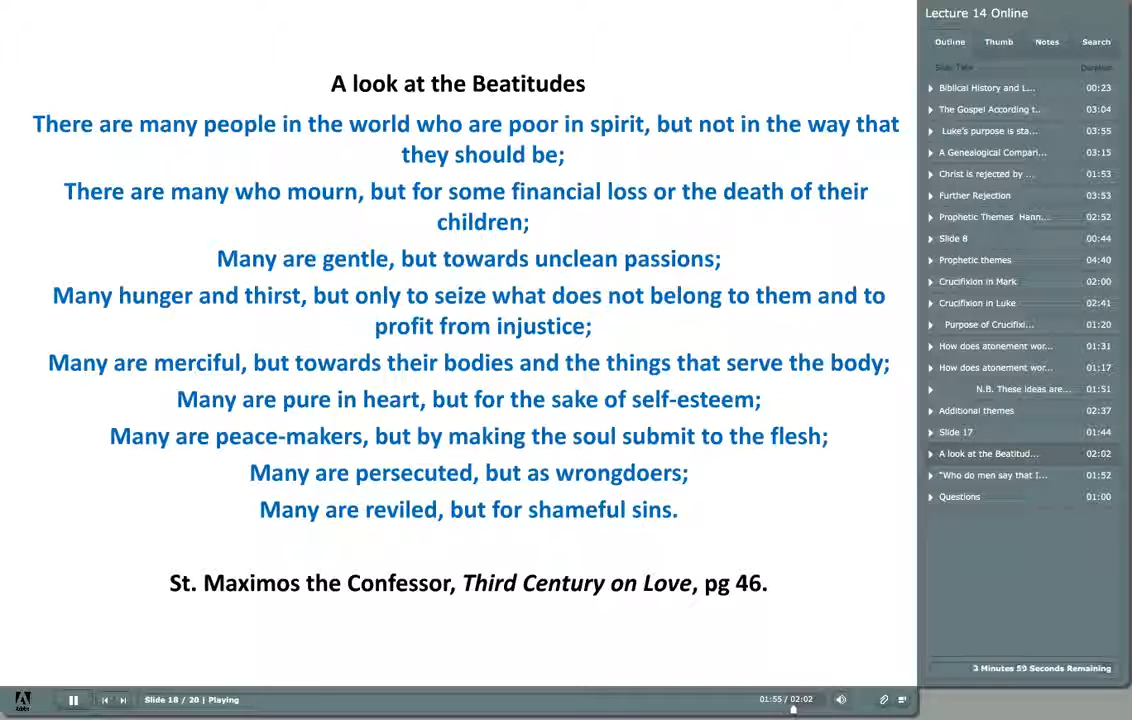 A look at the Beatitudes
There are many people in the world who are poor in spirit, but not in the way that
they should be;
There are many who mourn, but for some financial loss or the death of their
children;
Many are gentle, but towards unclean passions;
Many hunger and thirst, but only to seize what does not belong to them and to
profit from injustice;
Many are merciful, but towards their bodies and the things that serve the body;
Many are pure in heart, but for the sake of self-esteem;
Many are peace-makers, but by making the soul submit to the flesh;
Many are persecuted, but as wrongdoers;
Many are reviled, but for shameful sins.
St. Maximos the Confessor, Third Century on Love, pg 46.
Lecture 14 Online
Outline Thumb Notes Search
Slide Title Duration
Biblical History and L... 00:23
The Gospel According t... 03:04
Luke's purpose is sta... 03:55
A Genealogical Compari... 03:15
Christ is rejected by ... 01:53
Further Rejection 03:53
Prophetic Themes Hann... 02:52
Slide 8 00:44
Prophetic themes 04:40
Crucifixion in Mark 02:00
Crucifixion in Luke 02:41
Purpose of Crucifixi... 01:20
How does atonement wor... 01:31
How does atonement wor... 01:17
N.B. These ideas are... 01:51
Additional themes 02:37
Slide 17 01:44
A look at the Beatitud... 02:02
"Who do men say that I... 01:52
Questions 01:00
3 Minutes 59 Seconds Remaining
Slide 18 / 20 | Playing
01:55 / 02:02